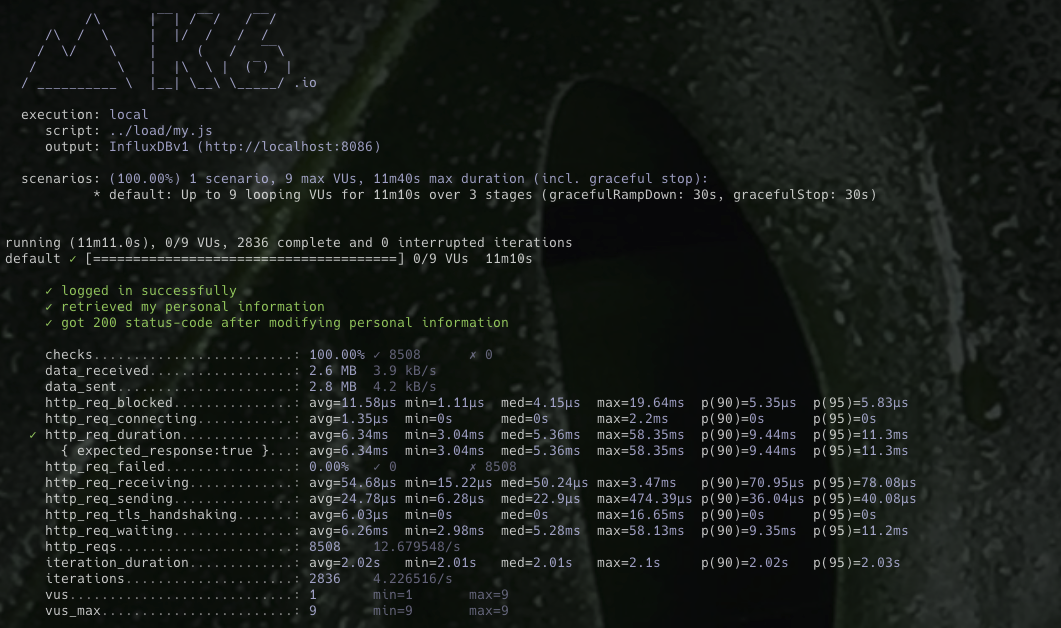 .io
execution: local
script: ../load/my.js
output: InfluxDBv1 (http://localhost:8086)
scenarios: (100.00%) 1 scenario, 9 max VUs, 11m40s max duration (incl. graceful stop):
* default: Up to 9 looping VUs for 11m10s over 3 stages (gracefulRampDown: 30s, gracefulStop: 30s)
running (11m11.0s), 0/9 VUs, 2836 complete and 0 interrupted iterations
default ✓ [======================================] 0/9 VUs  11m10s
✓ logged in successfully
✓ retrieved my personal information
✓ got 200 status-code after modifying personal information
checks.........................: 100.00% ✓ 8508      ✗ 0
data_received..................: 2.6 MB  3.9 kB/s
data_sent......................: 2.8 MB  4.2 kB/s
http_req_blocked...............: avg=11.58µs min=1.11µs  med=4.15µs  max=19.64ms  p(90)=5.35µs  p(95)=5.83µs
http_req_connecting............: avg=1.35µs  min=0s      med=0s      max=2.2ms    p(90)=0s      p(95)=0s
✓ http_req_duration..............: avg=6.34ms  min=3.04ms  med=5.36ms  max=58.35ms  p(90)=9.44ms  p(95)=11.3ms
{ expected_response:true }...: avg=6.34ms  min=3.04ms  med=5.36ms  max=58.35ms  p(90)=9.44ms  p(95)=11.3ms
http_req_failed................: 0.00%   ✓ 0         ✗ 8508
http_req_receiving.............: avg=54.68µs min=15.22µs med=50.24µs max=3.47ms   p(90)=70.95µs p(95)=78.08µs
http_req_sending...............: avg=24.78µs min=6.28µs  med=22.9µs  max=474.39µs p(90)=36.04µs p(95)=40.08µs
http_req_tls_handshaking.......: avg=6.03µs  min=0s      med=0s      max=16.65ms  p(90)=0s      p(95)=0s
http_req_waiting...............: avg=6.26ms  min=2.98ms  med=5.28ms  max=58.13ms  p(90)=9.35ms  p(95)=11.2ms
http_reqs......................: 8508    12.679548/s
iteration_duration.............: avg=2.02s   min=2.01s   med=2.01s   max=2.1s     p(90)=2.02s   p(95)=2.03s
iterations.....................: 2836    4.226516/s
vus............................: 1       min=1       max=9
vus_max........................: 9       min=9       max=9